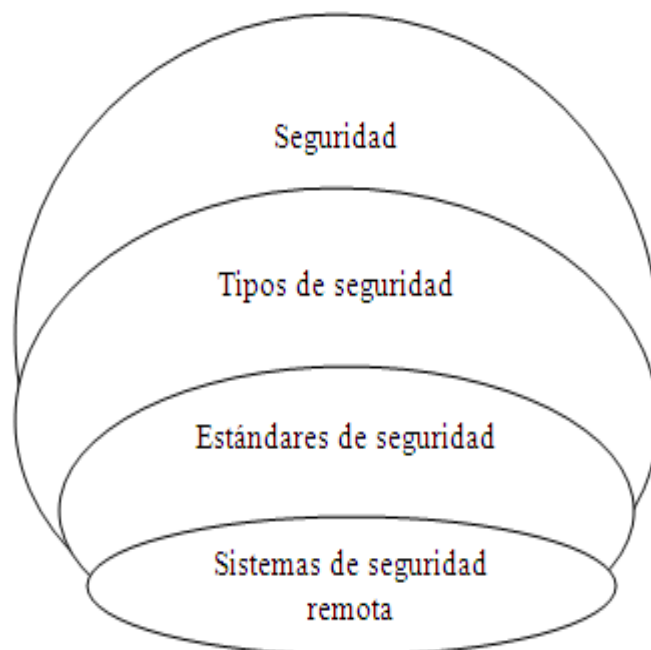 Seguridad
Tipos de seguridad
Estándares de seguridad
Sistemas de seguridad
remota